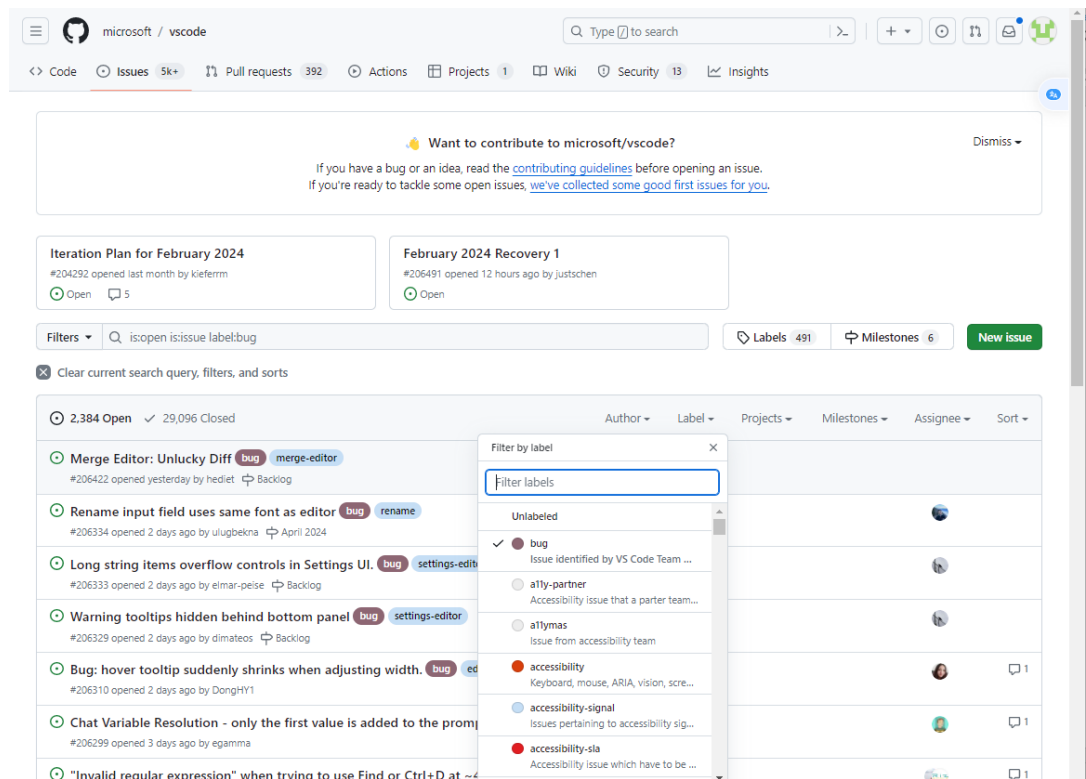 microsoft / vscode
Type / to search
Code
Issues 5k+
Pull requests 392
Actions
Projects 1
Wiki
Security 13
Insights
Want to contribute to microsoft/vscode?
Dismiss
If you have a bug or an idea, read the contributing guidelines before opening an issue.
If you're ready to tackle some open issues, we've collected some good first issues for you.
Iteration Plan for February 2024
#204292 opened last month by kieferrm
Open 5
February 2024 Recovery 1
#206491 opened 12 hours ago by justschen
Open
Filters
is:open is:issue label:bug
Labels 491
Milestones 6
New issue
Clear current search query, filters, and sorts
2,384 Open
29,096 Closed
Author
Label
Projects
Milestones
Assignee
Sort
Merge Editor: Unlucky Diff bug merge-editor
#206422 opened yesterday by hediet Backlog
Rename input field uses same font as editor bug rename
#206334 opened 2 days ago by ulugbekna April 2024
Long string items overflow controls in Settings UI. bug settings-edit
#206333 opened 2 days ago by elmar-peise Backlog
Warning tooltips hidden behind bottom panel bug settings-editor
#206329 opened 2 days ago by dimateos Backlog
Bug: hover tooltip suddenly shrinks when adjusting width. bug ed
#206310 opened 2 days ago by DongHY1
1
Chat Variable Resolution - only the first value is added to the promp
#206299 opened 3 days ago by egamma
1
"Invalid regular expression" when trying to use Find or Ctrl+D at
1
Filter by label
Filter labels
Unlabeled
bug
Issue identified by VS Code Team ...
a11y-partner
Accessibility issue that a parter team...
a11ymas
Issue from accessibility team
accessibility
Keyboard, mouse, ARIA, vision, scre...
accessibility-signal
Issues pertaining to accessibility sig...
accessibility-sla
Accessibility issue which have to be ...